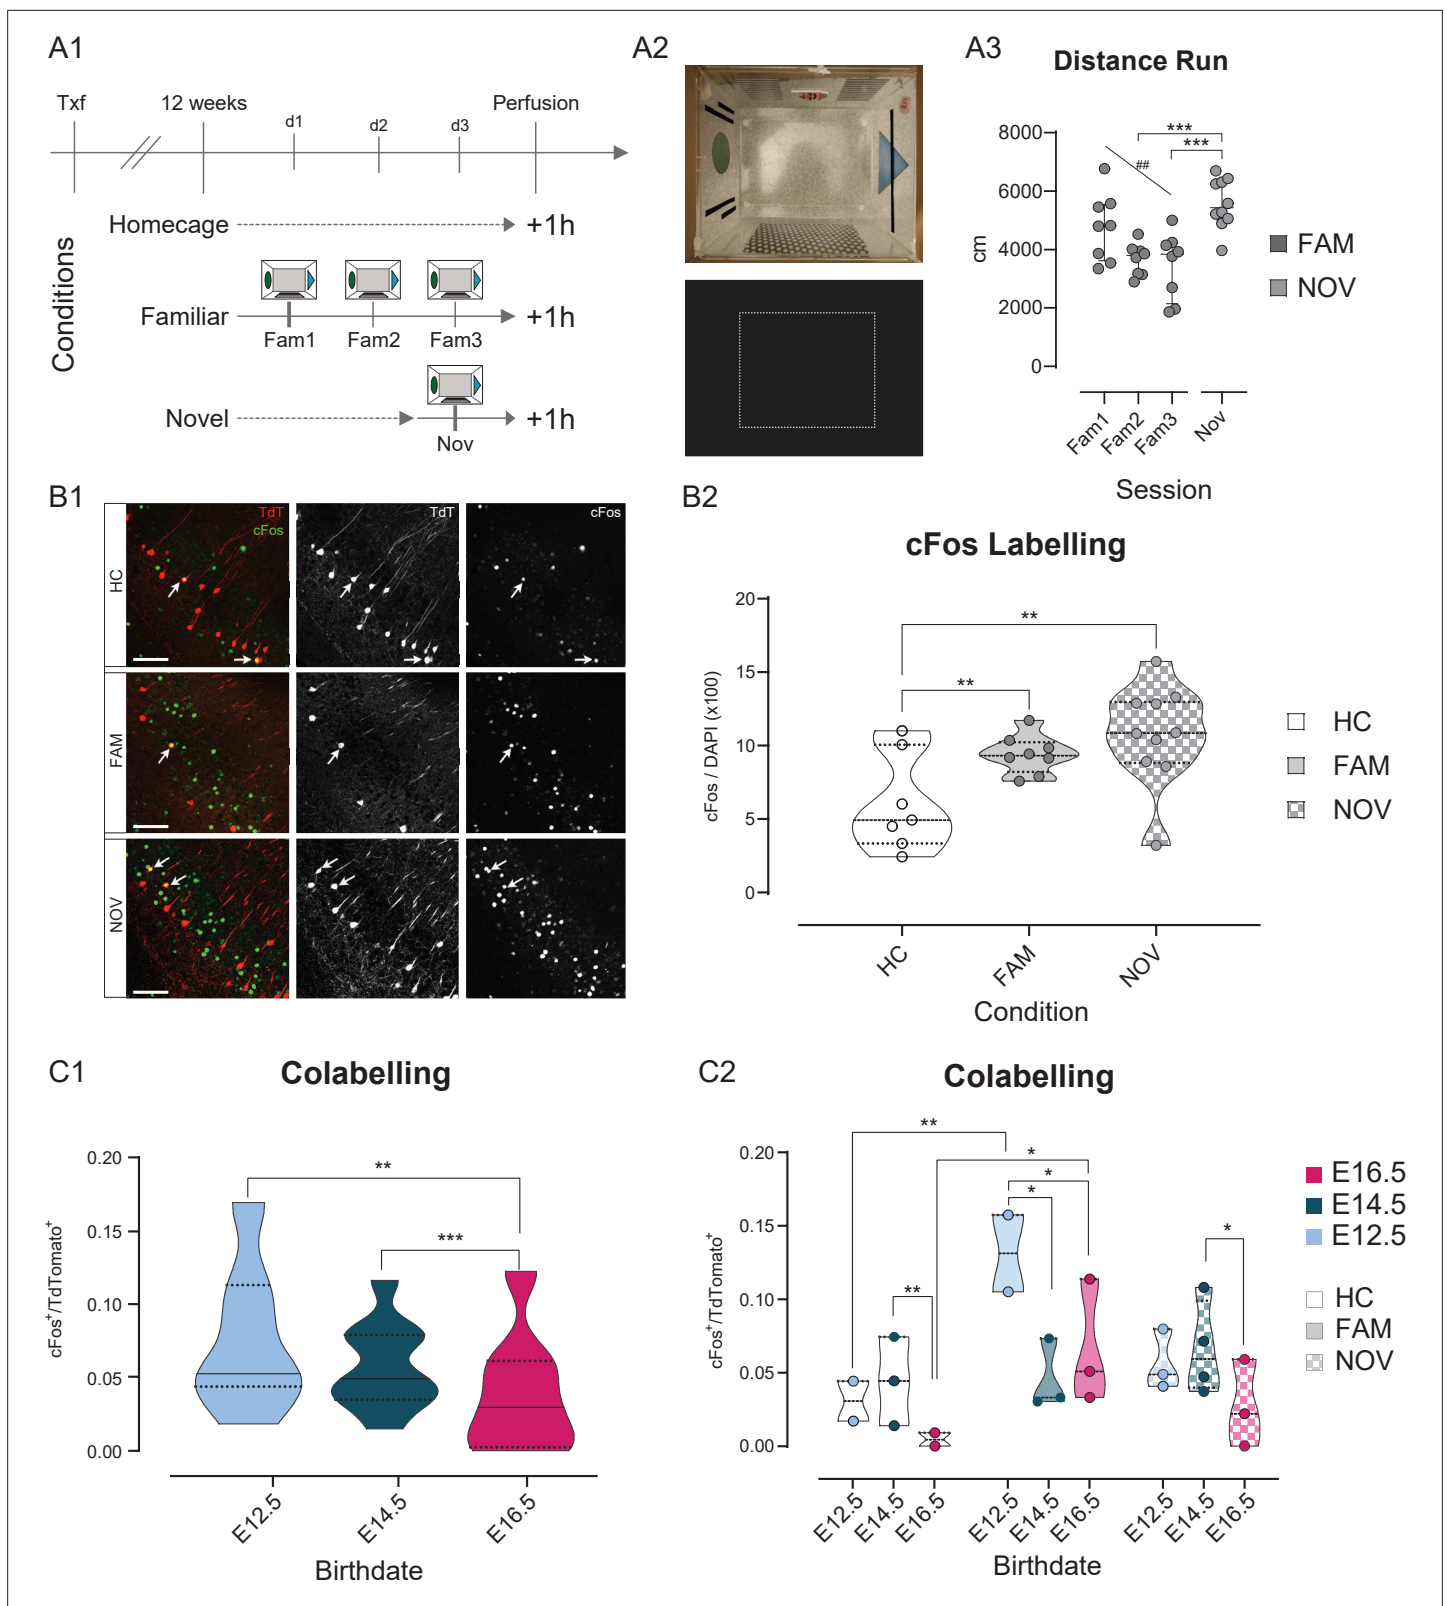 A1
Txf
12 weeks
d1
d2
d3
Perfusion
Conditions
Homecage
+1h
Familiar
Fam1
Fam2
Fam3
+1h
Novel
Nov
+1h
A2
A3
Distance Run
8000
6000
4000
2000
0
cm
##
***
***
Fam1
Fam2
Fam3
Nov
Session
FAM
NOV
B1
TdT
cFos
TdT
cFos
HC
FAM
NOV
B2
cFos Labelling
20
15
10
5
0
cFos / DAPI (x100)
**
**
HC
FAM
NOV
Condition
HC
FAM
NOV
C1
Colabelling
0.20
0.15
0.10
0.05
0.00
cFos+/TdTomato+
**
***
E12.5
E14.5
E16.5
Birthdate
C2
Colabelling
0.20
0.15
0.10
0.05
0.00
cFos+/TdTomato+
**
*
*
*
**
*
E12.5
E14.5
E16.5
E12.5
E14.5
E16.5
E12.5
E14.5
E16.5
Birthdate
E16.5
E14.5
E12.5
HC
FAM
NOV